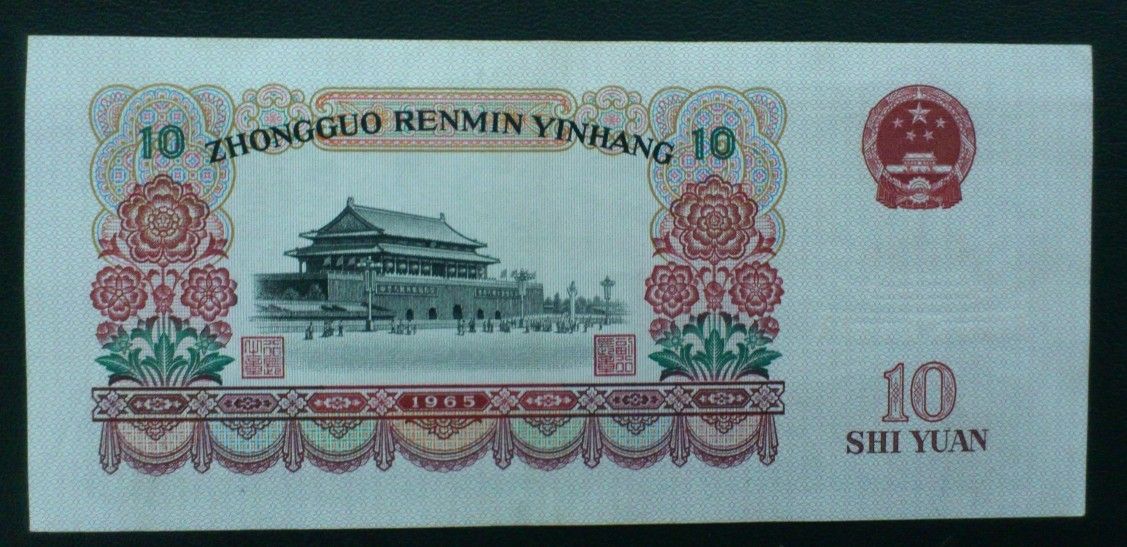 10 ZHONGGUO RENMIN YINHANG 10
1965
10
SHI YUAN